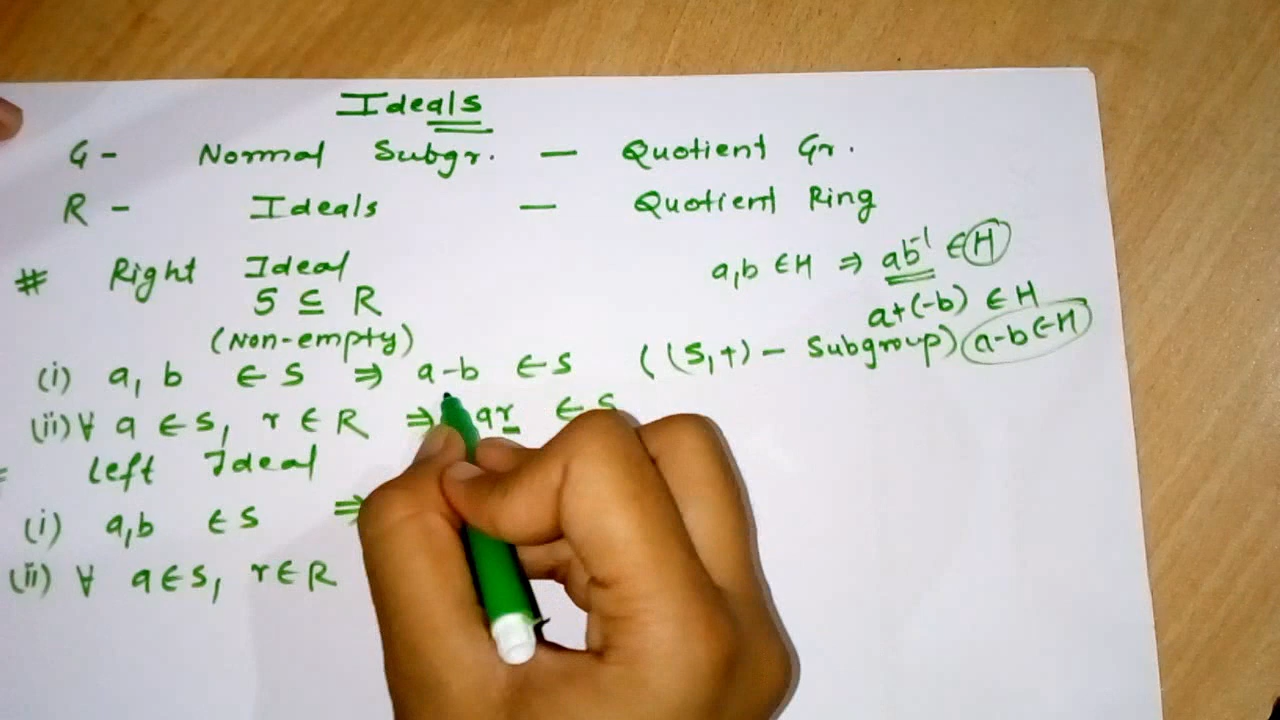 Ideals
G - Normal Subgr. — Quotient Gr.
R - Ideals — Quotient Ring
# Right Ideal
S ⊆ R
(Non-empty)
a,b ∈ H ⇒ ab⁻¹ ∈ H
a+(-b) ∈ H
(i) a, b ∈ S ⇒ a-b ∈ S ((S,+) - Subgroup) a-b ∈ H
(ii) ∀ a ∈ S, r ∈ R ⇒ ar ∈ S
Left Ideal
(i) a,b ∈ S ⇒
(ii) ∀ a ∈ S, r ∈ R